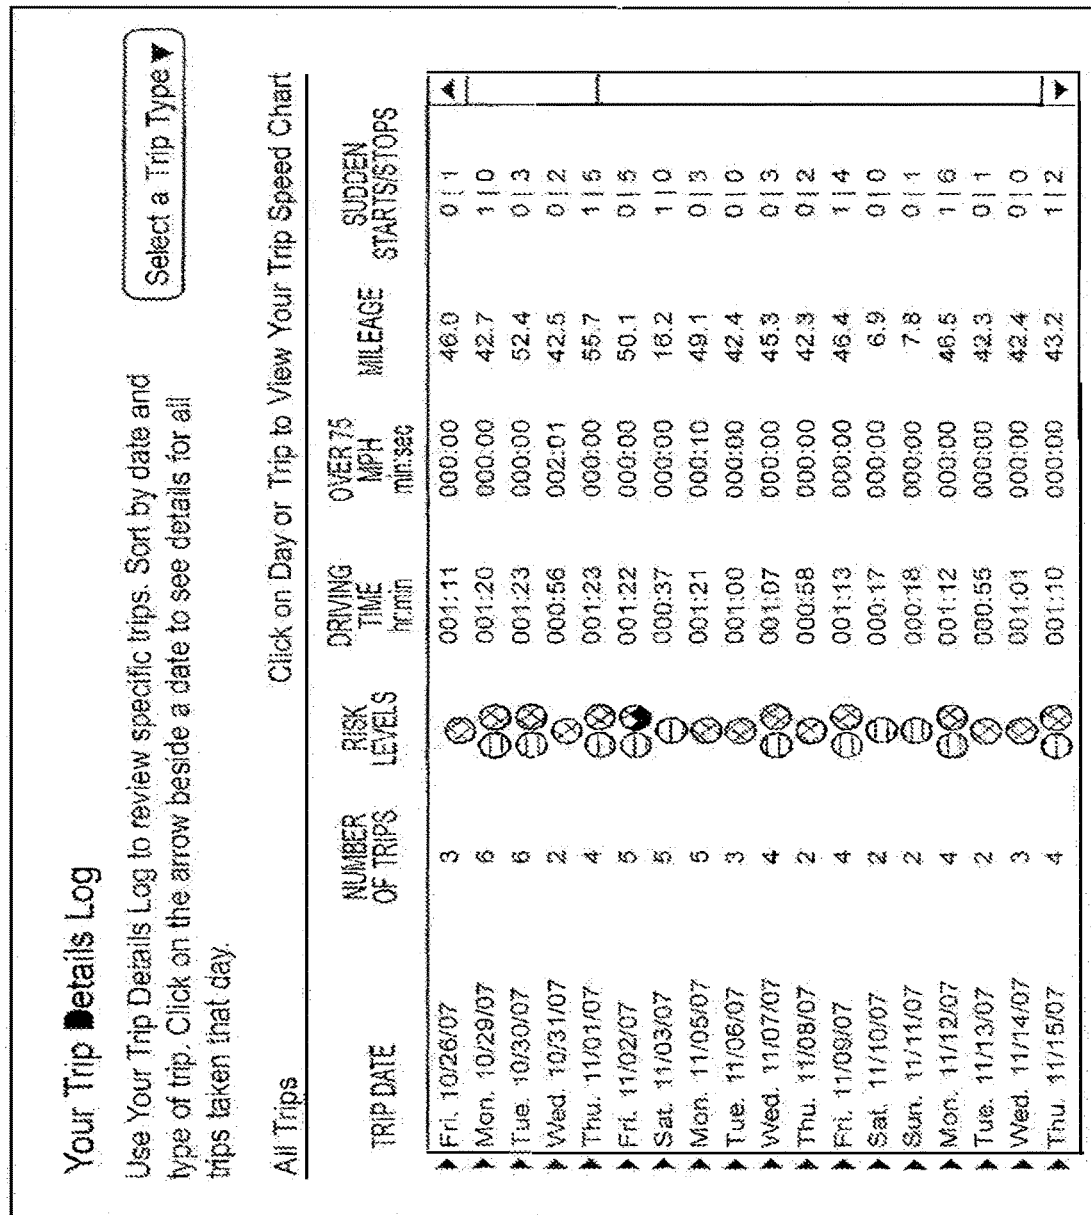 Your Trip Details Log
Use Your Trip Details Log to review specific trips. Sort by date and
type of trip. Click on the arrow beside a date to see details for all
trips taken that day.
Select a Trip Type ▼
All Trips
Click on Day or Trip to View Your Trip Speed Chart
TRIP DATE NUMBER OF TRIPS RISK LEVELS DRIVING TIME hr:min OVER 75 MPH min:sec MILEAGE SUDDEN STARTS/STOPS
Fri. 10/26/07 3 001:11 000:00 46.0 0|1
Mon. 10/29/07 6 001:20 000:00 42.7 1|0
Tue. 10/30/07 6 001:23 000:00 52.4 0|3
Wed. 10/31/07 2 000:56 002:01 42.5 0|2
Thu. 11/01/07 4 001:23 000:00 55.7 1|5
Fri. 11/02/07 5 001:22 000:00 50.1 0|5
Sat. 11/03/07 5 000:37 000:00 16.2 1|0
Mon. 11/05/07 5 001:21 000:10 49.1 0|3
Tue. 11/06/07 3 001:00 000:00 42.4 0|0
Wed. 11/07/07 4 001:07 000:00 45.3 0|3
Thu. 11/08/07 2 000:58 000:00 42.3 0|2
Fri. 11/09/07 4 001:13 000:00 46.4 1|4
Sat. 11/10/07 2 000:17 000:00 6.9 0|0
Sun. 11/11/07 2 000:18 000:00 7.8 0|1
Mon. 11/12/07 4 001:12 000:00 46.5 1|6
Tue. 11/13/07 2 000:55 000:00 42.3 0|1
Wed. 11/14/07 3 001:01 000:00 42.4 0|0
Thu. 11/15/07 4 001:10 000:00 43.2 1|2